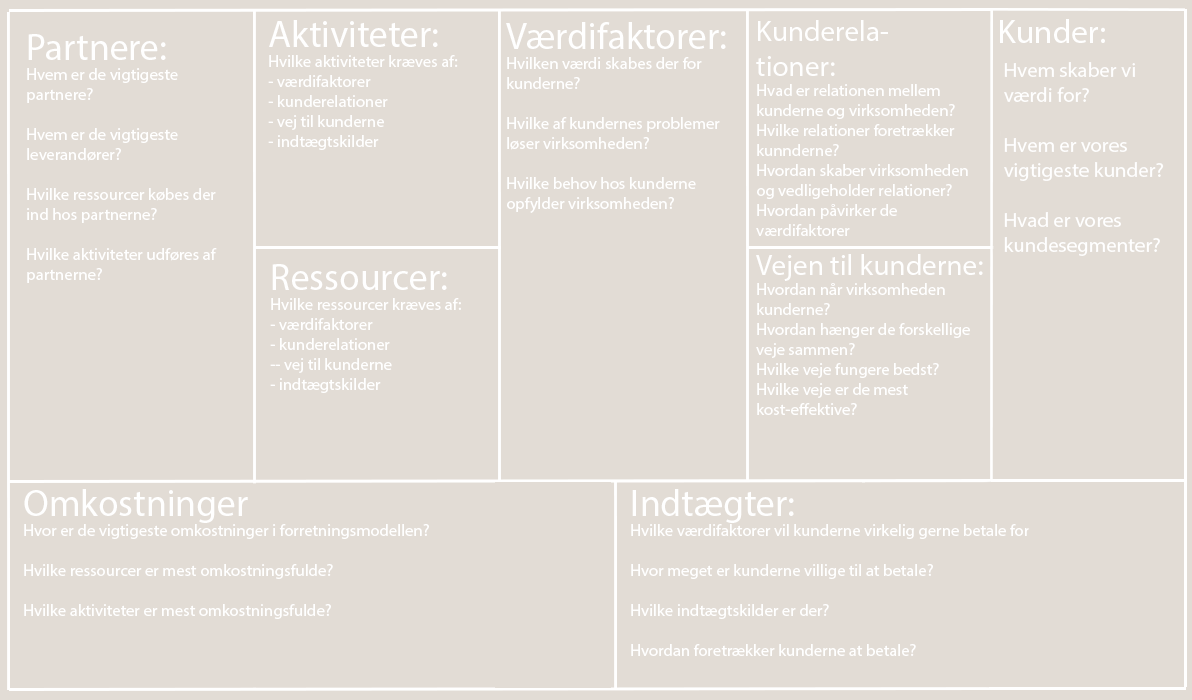 Partnere:
Hvem er de vigtigeste
partnere?
Hvem er de vigtigeste
leverandører?
Hvilke ressourcer købes der
ind hos partnerne?
Hvilke aktiviteter udføres af
partnerne?
Aktiviteter:
Hvilke aktiviteter kræves af:
- værdifaktorer
- kunderelationer
- vej til kunderne
- indtægtskilder
Ressourcer:
Hvilke ressourcer kræves af:
- værdifaktorer
- kunderelationer
-- vej til kunderne
- indtægtskilder
Værdifaktorer:
Hvilken værdi skabes der for
kunderne?
Hvilke af kundernes problemer
løser virksomheden?
Hvilke behov hos kunderne
opfylder virksomheden?
Kunderela-
tioner:
Hvad er relationen mellem
kunderne og virksomheden?
Hvilke relationer foretrækker
kunnderne?
Hvordan skaber virksomheden
og vedligeholder relationer?
Hvordan påvirker de
værdifaktorer
Vejen til kunderne:
Hvordan når virksomheden
kunderne?
Hvordan hænger de forskellige
veje sammen?
Hvilke veje fungere bedst?
Hvilke veje er de mest
kost-effektive?
Kunder:
Hvem skaber vi
værdi for?
Hvem er vores
vigtigeste kunder?
Hvad er vores
kundesegmenter?
Omkostninger
Hvor er de vigtigeste omkostninger i forretningsmodellen?
Hvilke ressourcer er mest omkostningsfulde?
Hvilke aktiviteter er mest omkostningsfulde?
Indtægter:
Hvilke værdifaktorer vil kunderne virkelig gerne betale for
Hvor meget er kunderne villige til at betale?
Hvilke indtægtskilder er der?
Hvordan foretrækker kunderne at betale?